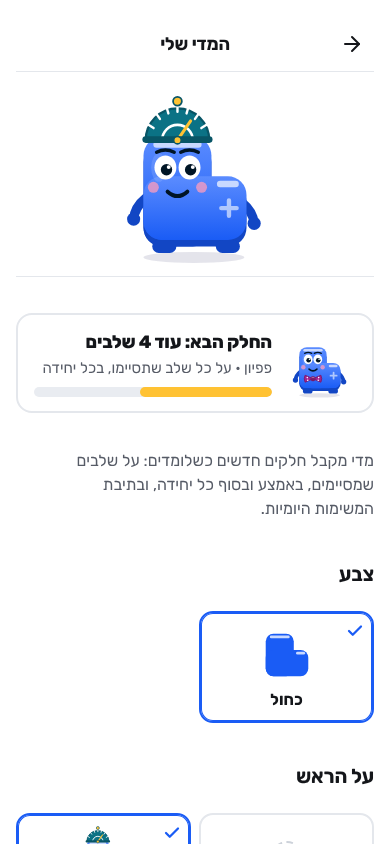 המדי שלי
החלק הבא: עוד 4 שלבים
פפיון • על כל שלב שתסיימו, בכל יחידה
מדי מקבל חלקים חדשים כשלומדים: על שלבים
שמסיימים, באמצע ובסוף כל יחידה, ובתיבת
המשימות היומיות.
צבע
כחול
על הראש